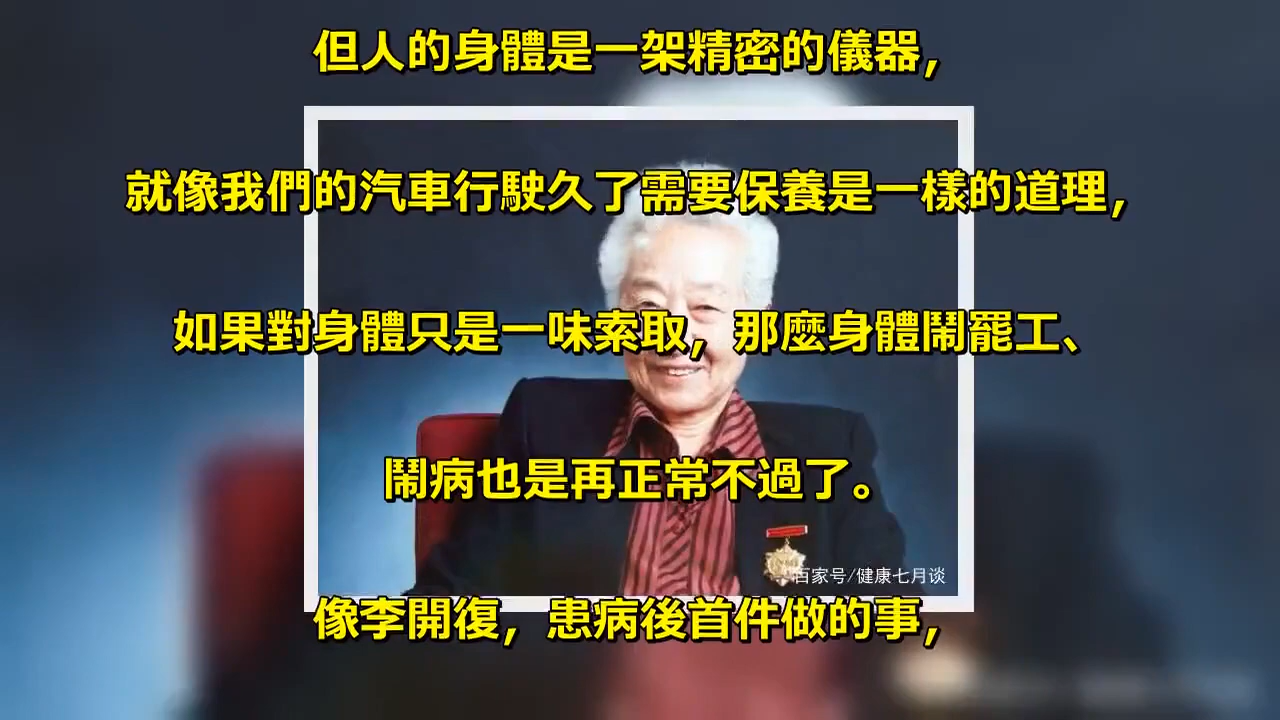 但人的身體是一架精密的儀器，
就像我們的汽車行駛久了需要保養是一樣的道理，
如果對身體只是一味索取，那麼身體鬧罷工、
鬧病也是再正常不過了。
百家号/健康七月谈
像李開復，患病後首件做的事，